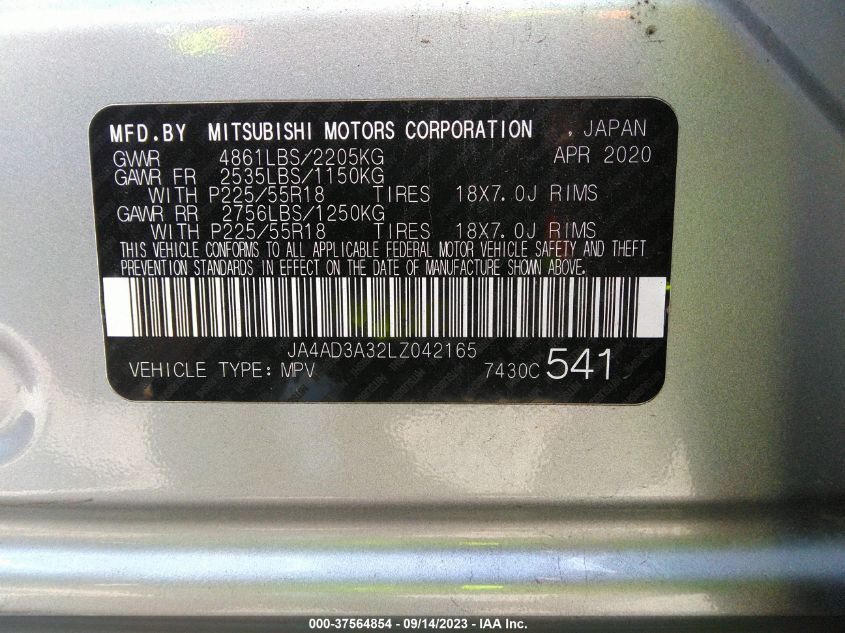 MFD.BY MITSUBISHI MOTORS CORPORATION , JAPAN
GVWR 4861LBS/2205KG APR 2020
GAWR FR 2535LBS/1150KG
WITH P225/55R18 TIRES 18X7.0J RIMS
GAWR RR 2756LBS/1250KG
WITH P225/55R18 TIRES 18X7.0J RIMS
THIS VEHICLE CONFORMS TO ALL APPLICABLE FEDERAL MOTOR VEHICLE SAFETY AND THEFT
PREVENTION STANDARDS IN EFFECT ON THE DATE OF MANUFACTURE SHOWN ABOVE.
JA4AD3A32LZ042165
VEHICLE TYPE: MPV 7430C 541
000-37564854 // 09/14/2023 // IAA Inc.